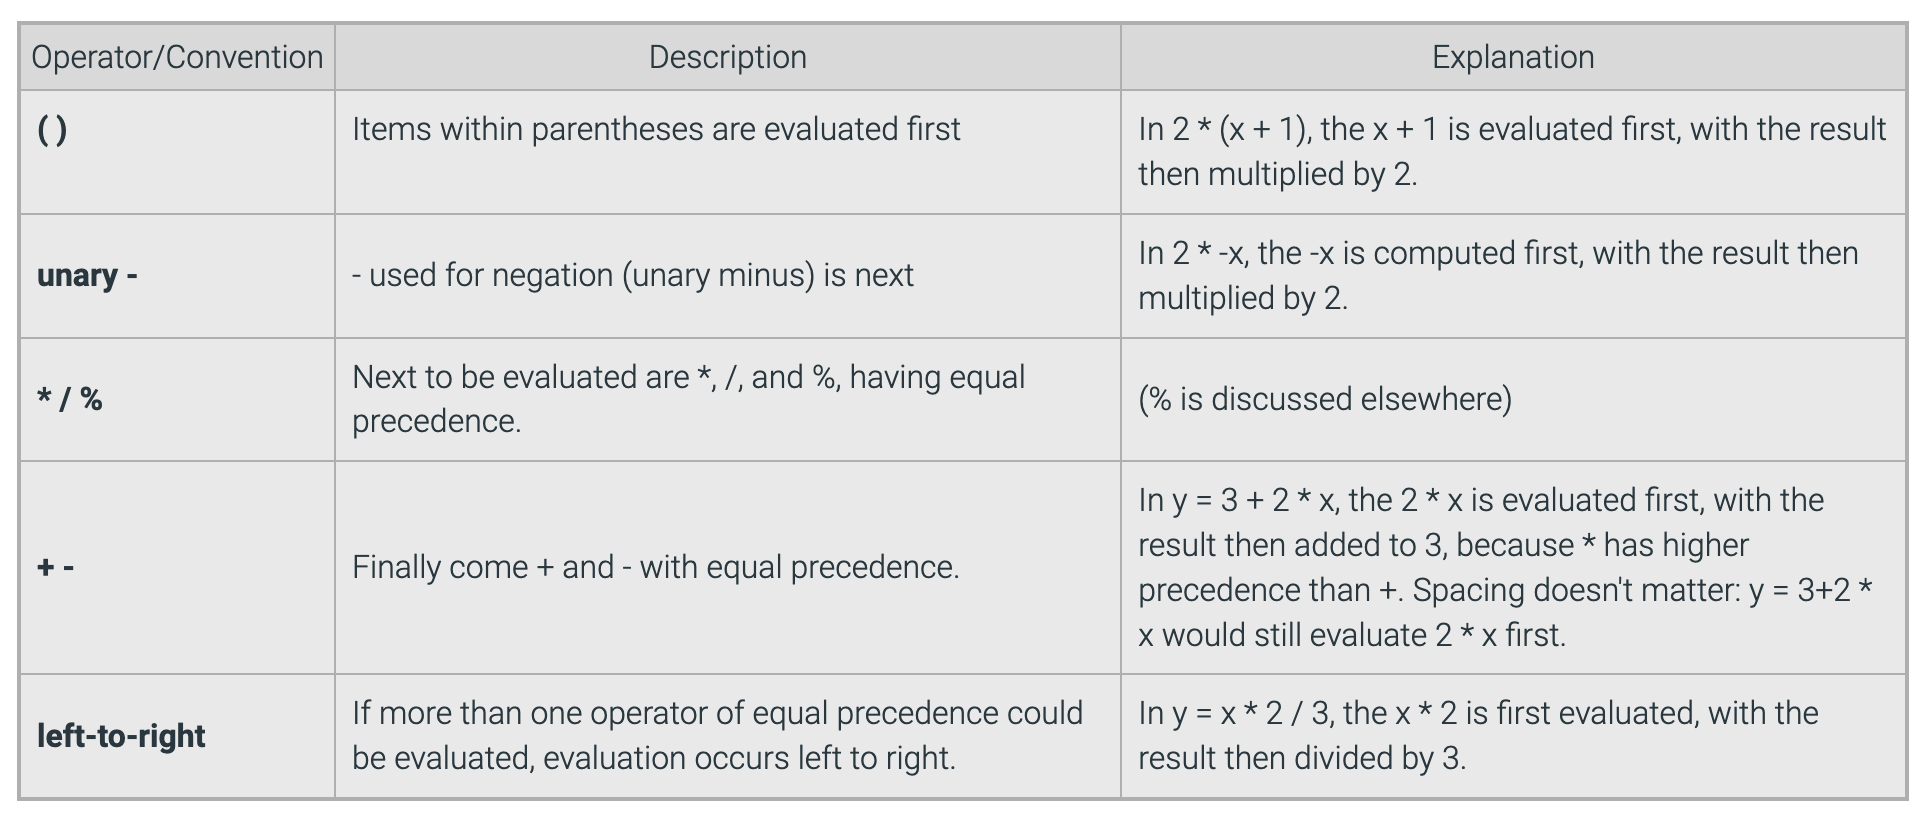 Operator/Convention Description Explanation
( ) Items within parentheses are evaluated first In 2 * (x + 1), the x + 1 is evaluated first, with the result
then multiplied by 2.
unary - - used for negation (unary minus) is next In 2 * -x, the -x is computed first, with the result then
multiplied by 2.
* / % Next to be evaluated are *, /, and %, having equal
precedence. (% is discussed elsewhere)
+ - Finally come + and - with equal precedence. In y = 3 + 2 * x, the 2 * x is evaluated first, with the
result then added to 3, because * has higher
precedence than +. Spacing doesn't matter: y = 3+2 *
x would still evaluate 2 * x first.
left-to-right If more than one operator of equal precedence could
be evaluated, evaluation occurs left to right. In y = x * 2 / 3, the x * 2 is first evaluated, with the
result then divided by 3.